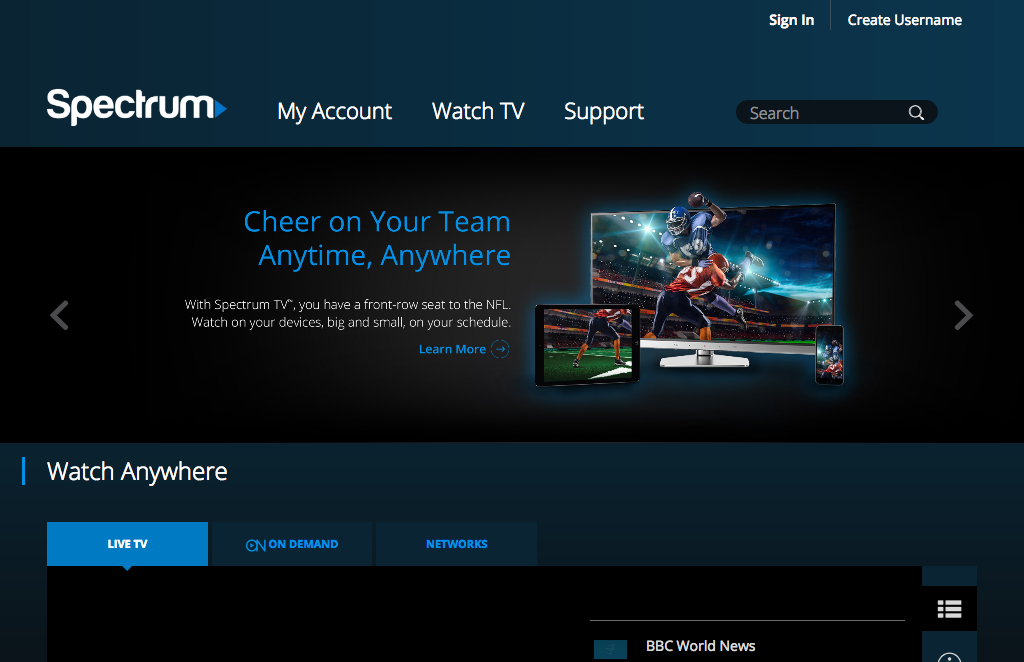 Sign In
Create Username
Spectrum
My Account
Watch TV
Support
Search
Cheer on Your Team
Anytime, Anywhere
With Spectrum TV™, you have a front-row seat to the NFL.
Watch on your devices, big and small, on your schedule.
Learn More
Watch Anywhere
LIVE TV
ON DEMAND
NETWORKS
BBC World News